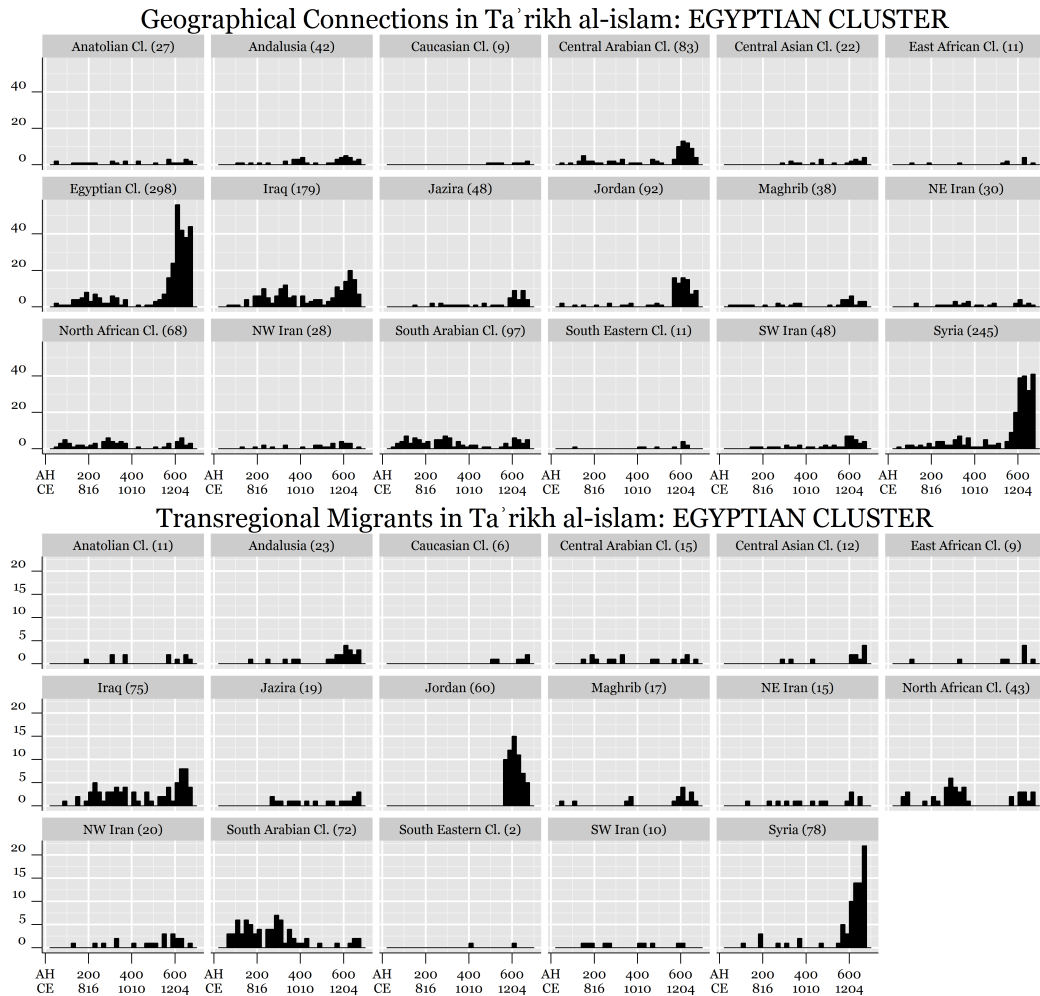 Geographical Connections in Taʾrikh al-islam: EGYPTIAN CLUSTER
Anatolian Cl. (27) Andalusia (42) Caucasian Cl. (9) Central Arabian Cl. (83) Central Asian Cl. (22) East African Cl. (11)
40
20
0
Egyptian Cl. (298) Iraq (179) Jazira (48) Jordan (92) Maghrib (38) NE Iran (30)
40
20
0
North African Cl. (68) NW Iran (28) South Arabian Cl. (97) South Eastern Cl. (11) SW Iran (48) Syria (245)
40
20
0
AH 200 400 600 AH 200 400 600 AH 200 400 600 AH 200 400 600 AH 200 400 600 AH 200 400 600
CE 816 1010 1204 CE 816 1010 1204 CE 816 1010 1204 CE 816 1010 1204 CE 816 1010 1204 CE 816 1010 1204
Transregional Migrants in Taʾrikh al-islam: EGYPTIAN CLUSTER
Anatolian Cl. (11) Andalusia (23) Caucasian Cl. (6) Central Arabian Cl. (15) Central Asian Cl. (12) East African Cl. (9)
20
15
10
5
0
Iraq (75) Jazira (19) Jordan (60) Maghrib (17) NE Iran (15) North African Cl. (43)
20
15
10
5
0
NW Iran (20) South Arabian Cl. (72) South Eastern Cl. (2) SW Iran (10) Syria (78)
20
15
10
5
0
AH 200 400 600 AH 200 400 600 AH 200 400 600 AH 200 400 600 AH 200 400 600
CE 816 1010 1204 CE 816 1010 1204 CE 816 1010 1204 CE 816 1010 1204 CE 816 1010 1204